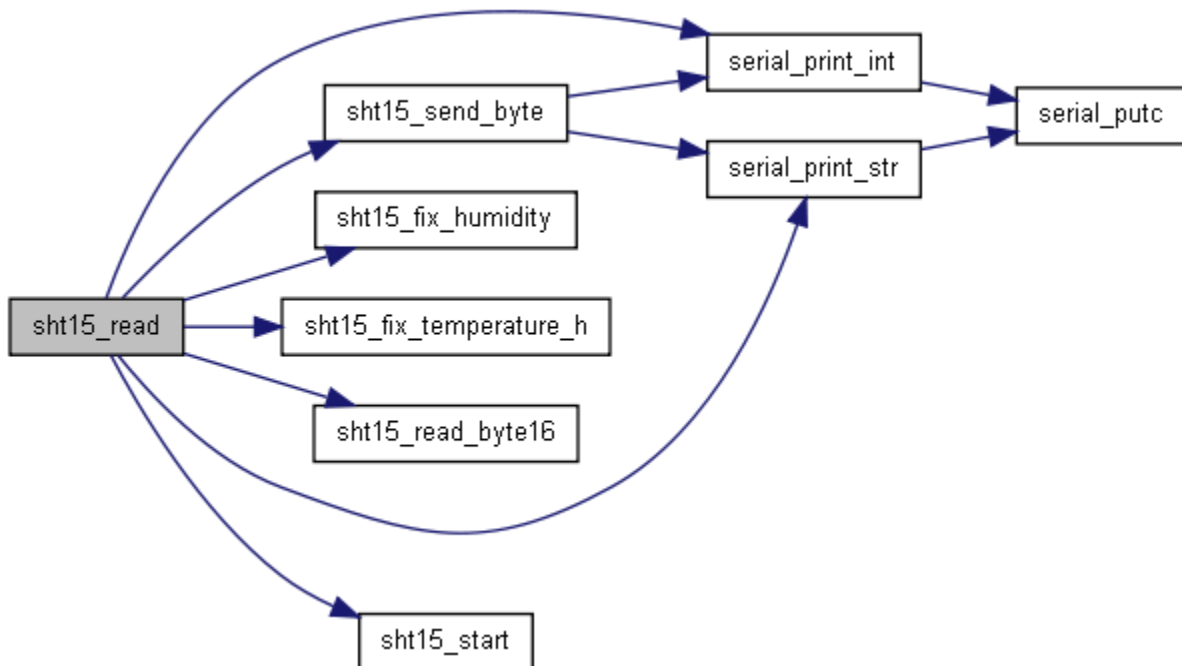 serial_print_int
sht15_send_byte
serial_putc
serial_print_str
sht15_fix_humidity
sht15_read
sht15_fix_temperature_h
sht15_read_byte16
sht15_start